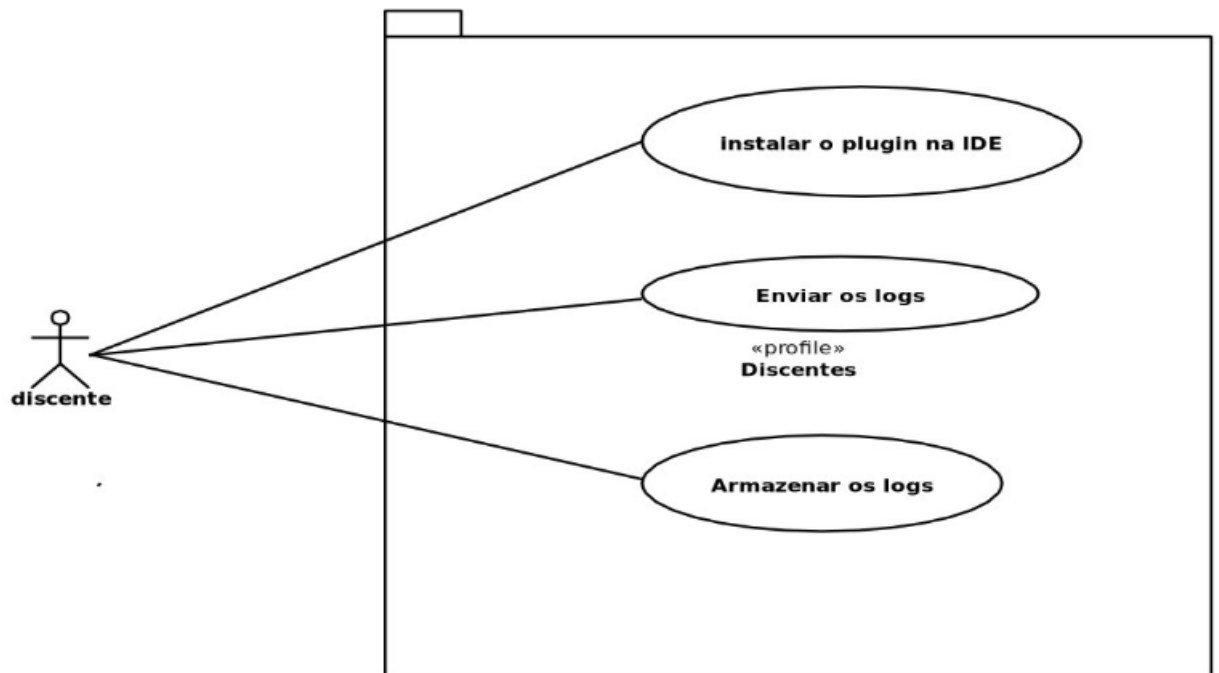 instalar o plugin na IDE
Enviar os logs
«profile»
Discentes
discente
Armazenar os logs